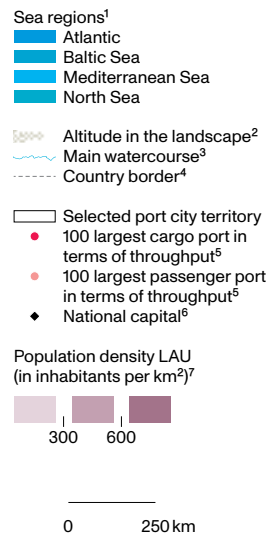 Sea regions¹
Atlantic
Baltic Sea
Mediterranean Sea
North Sea
Altitude in the landscape²
Main watercourse³
Country border⁴
Selected port city territory
100 largest cargo port in
terms of throughput⁵
100 largest passenger port
in terms of throughput⁵
National capital⁶
Population density LAU
(in inhabitants per km²)⁷
300 600
0 250 km